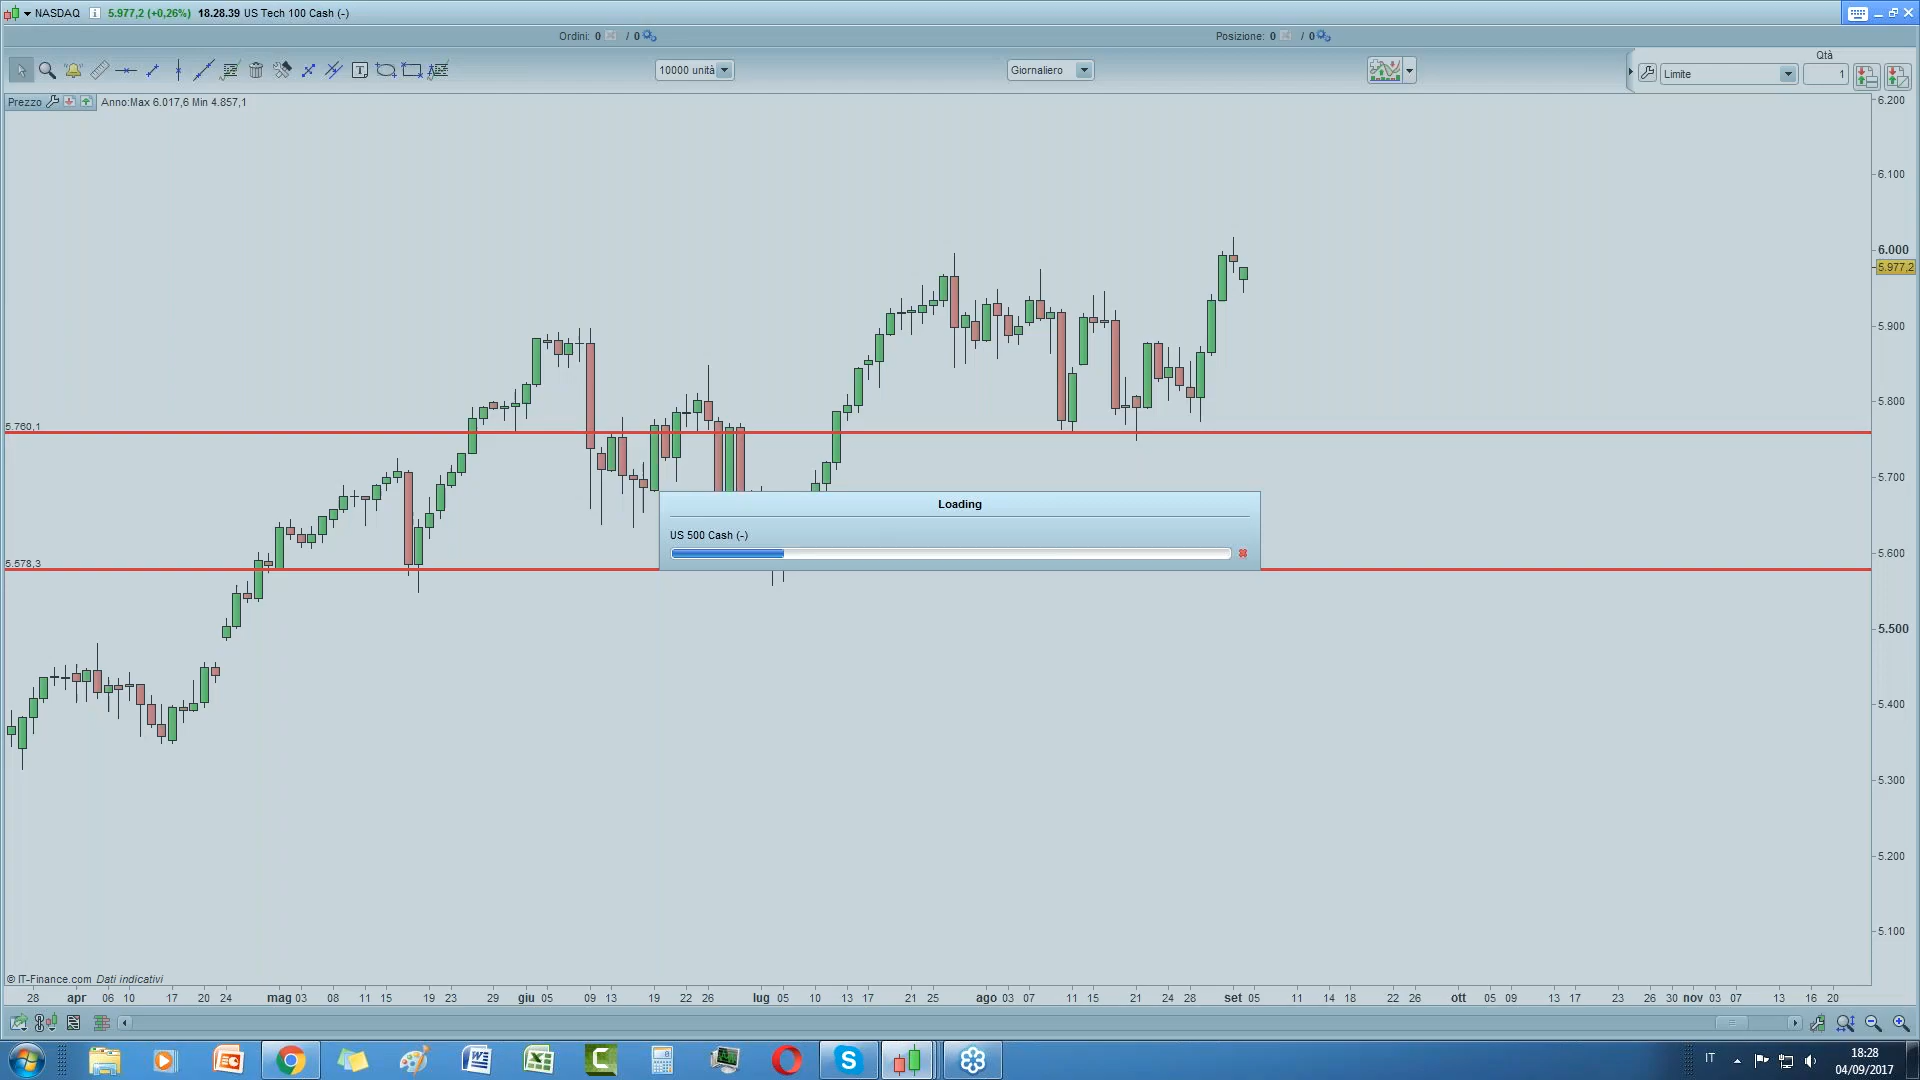 NASDAQ 5.977,2 (+0,26%) 18.28.39 US Tech 100 Cash (-)
Ordini: 0 / 0 Posizione: 0 / 0
10000 unità Giornaliero Limite Qtà 1
Prezzo Anno:Max 6.017,6 Min 4.857,1
6.200
6.100
6.000
5.977,2
5.900
5.800
5.760,1
5.700
Loading
US 500 Cash (-)
5.600
5.578,3
5.500
5.400
5.300
5.200
5.100
© IT-Finance.com Dati indicativi
28 apr 06 10 17 20 24 mag 03 08 11 15 19 23 29 giu 05 09 13 19 22 26 lug 05 10 13 17 21 25 ago 03 07 11 15 21 24 28 set 05 11 14 18 22 26 ott 05 09 13 17 23 26 30 nov 03 07 13 16 20
IT 18:28
04/09/2017